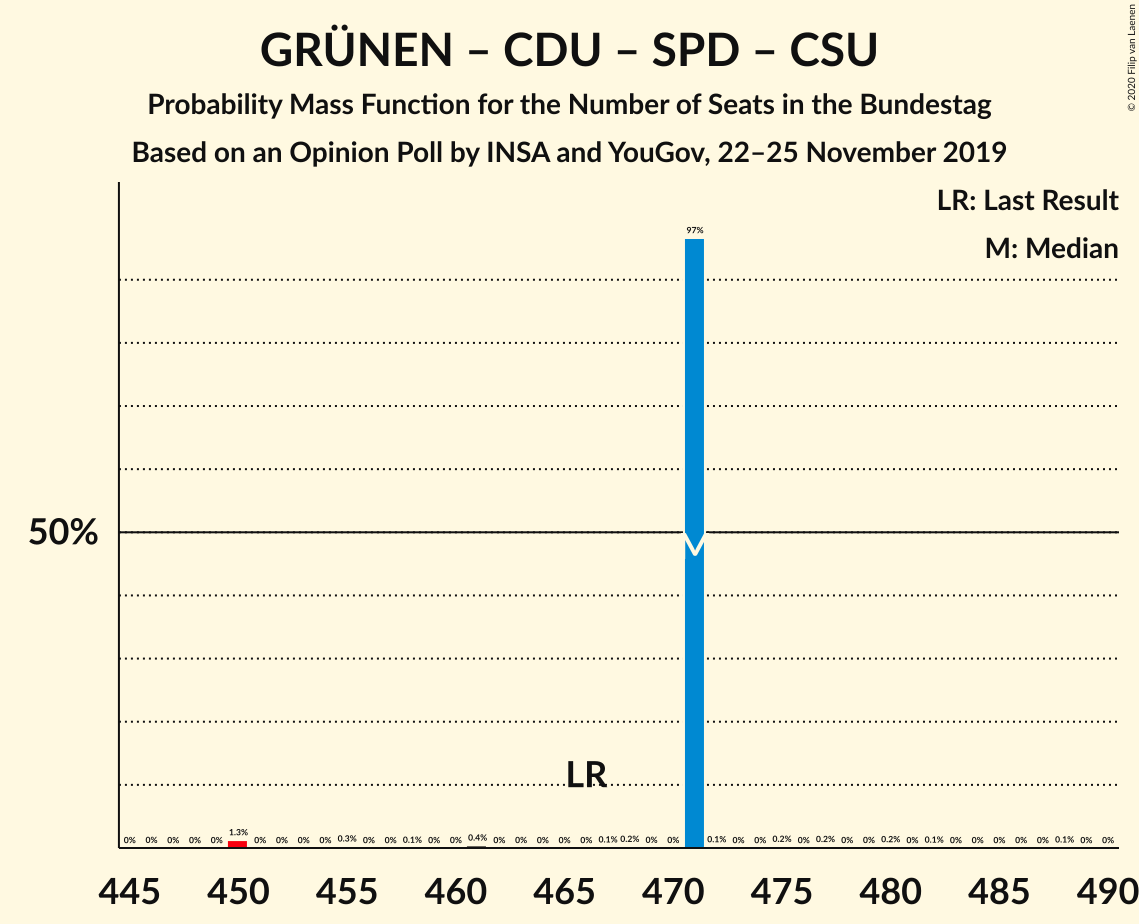 GRÜNEN – CDU – SPD – CSU
Probability Mass Function for the Number of Seats in the Bundestag
Based on an Opinion Poll by INSA and YouGov, 22–25 November 2019
© 2020 Filip van Laenen
LR: Last Result
M: Median
97%
50%
LR
0% 0% 0% 0% 0% 1.3% 0% 0% 0% 0% 0.3% 0% 0% 0.1% 0% 0% 0.4% 0% 0% 0% 0% 0% 0.1% 0.2% 0% 0% 0.1% 0% 0% 0.2% 0% 0.2% 0% 0% 0.2% 0% 0.1% 0% 0% 0% 0% 0% 0.1% 0% 0%
445 450 455 460 465 470 475 480 485 490